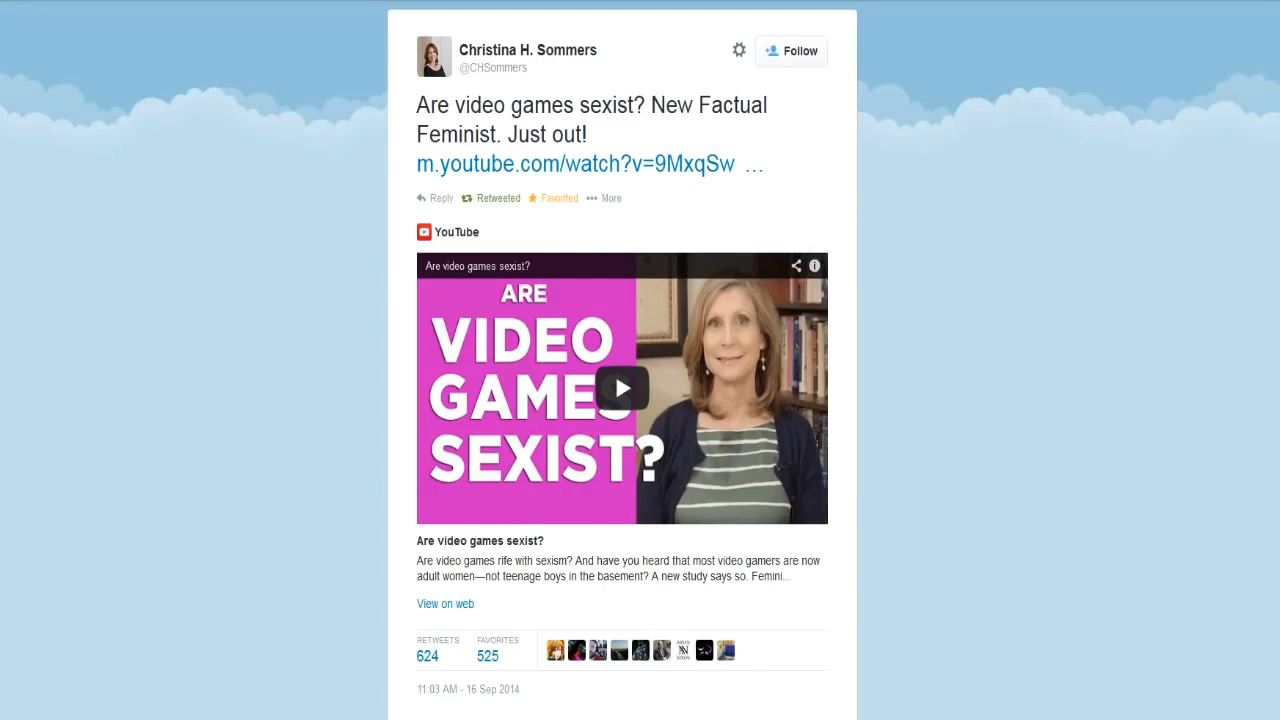 Christina H. Sommers
Follow
@CHSommers
Are video games sexist? New Factual
Feminist. Just out!
m.youtube.com/watch?v=9MxqSw …
Reply Retweeted Favorited ••• More
YouTube
Are video games sexist?
ARE
VIDEO
GAMES
SEXIST?
Are video games sexist?
Are video games rife with sexism? And have you heard that most video gamers are now
adult women—not teenage boys in the basement? A new study says so. Femini...
View on web
RETWEETS FAVORITES
624 525
11:03 AM - 16 Sep 2014